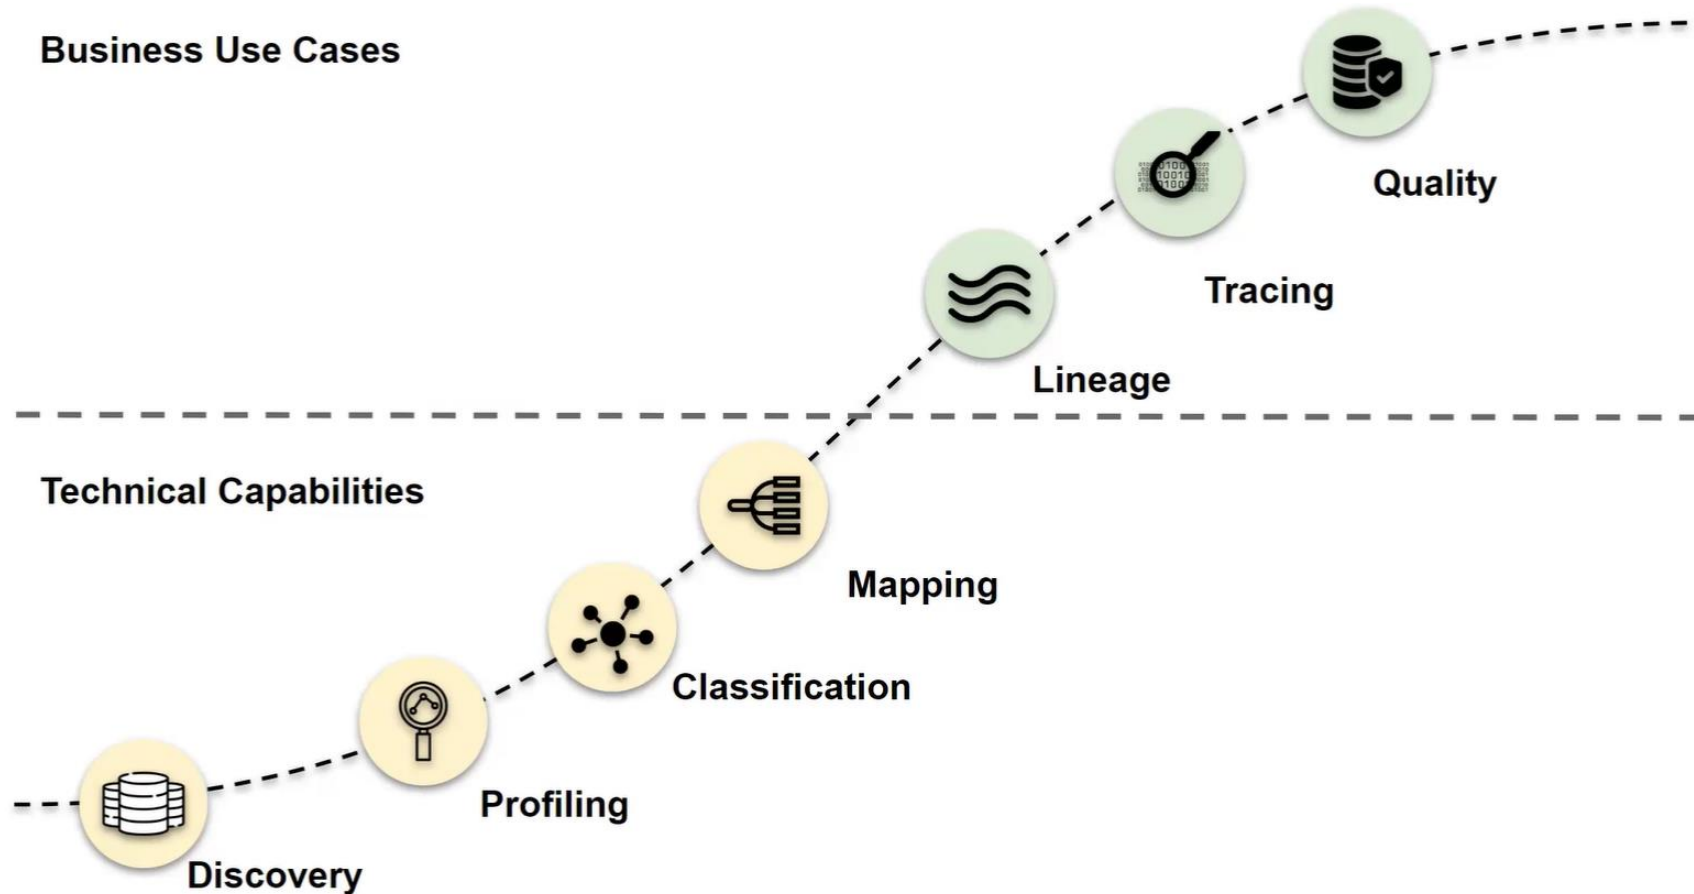 Business Use Cases
Quality
Tracing
Lineage
Technical Capabilities
Mapping
Classification
Profiling
Discovery